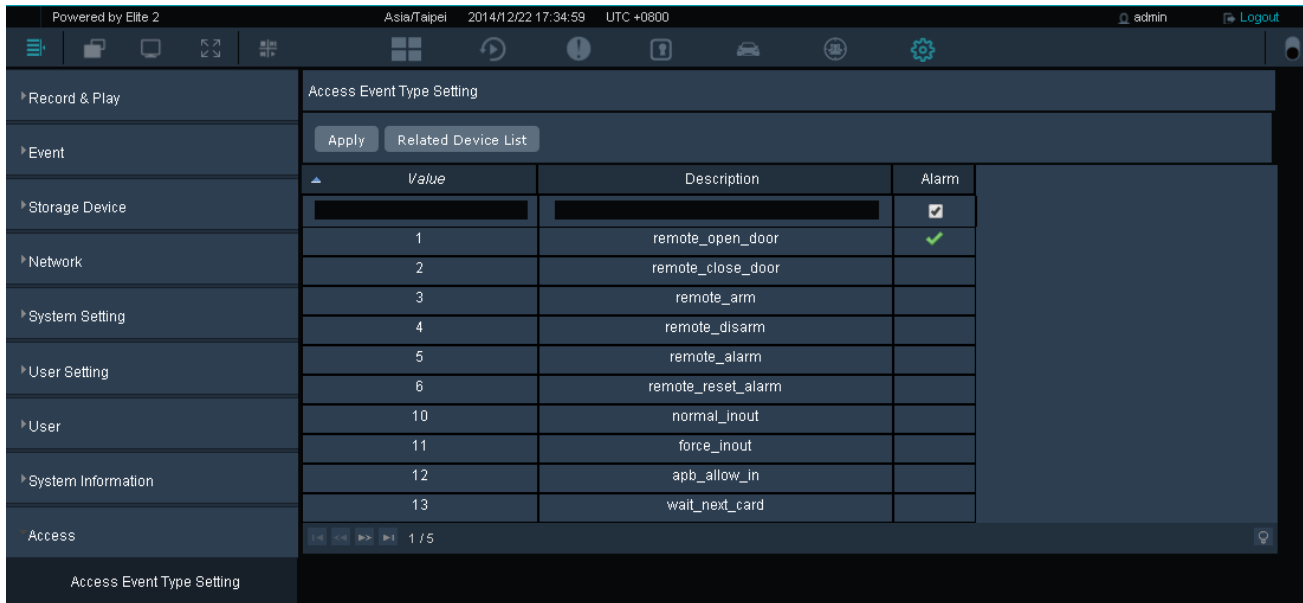 Powered by Elite 2 Asia/Taipei 2014/12/22 17:34:59 UTC +0800 admin Logout
Record & Play
Event
Storage Device
Network
System Setting
User Setting
User
System Information
Access
Access Event Type Setting
Access Event Type Setting
Apply Related Device List
Value Description Alarm
1 remote_open_door
2 remote_close_door
3 remote_arm
4 remote_disarm
5 remote_alarm
6 remote_reset_alarm
10 normal_inout
11 force_inout
12 apb_allow_in
13 wait_next_card
1 / 5